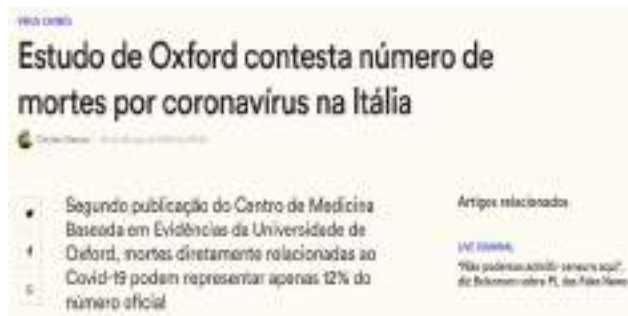 Estudo de Oxford contesta número de
mortes por coronavírus na Itália
Segundo publicação do Centro de Medicina
Baseada em Evidências da Universidade de
Oxford, mortes diretamente relacionadas ao
Covid-19 podem representar apenas 12% do
número oficial
Artigos relacionados
"Não podemos admitir censura aqui",
diz Bolsonaro sobre PL das Fake News